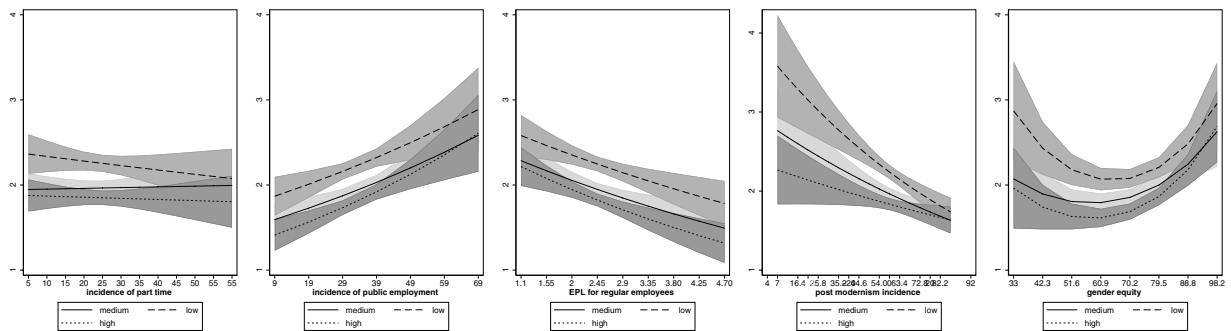 4
3
2
1
5 10 15 20 25 30 35 40 45 50 55 55
incidence of part time
medium low
high
4
3
2
1
9 19 29 39 49 59 69
incidence of public employment
medium low
high
4
3
2
1
1.1 1.55 2 2.45 2.9 3.35 3.80 4.25 4.70
EPL for regular employees
medium low
high
4
3
2
1
4 7 16.4 92
post modernism incidence
medium low
high
4
3
2
1
33 42.3 51.6 60.9 70.2 79.5 88.8 98.2
gender equity
medium low
high